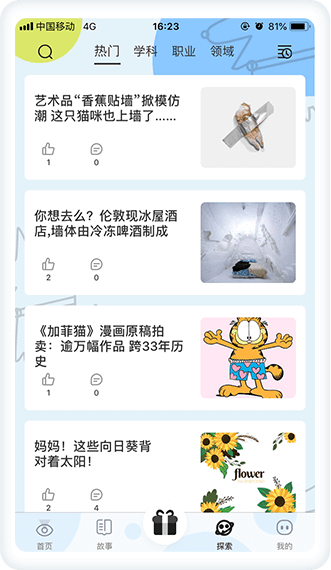 中国移动 4G 16:23 81%
热门 学科 职业 领域
艺术品“香蕉贴墙”掀模仿
潮 这只猫咪也上墙了......
1 0
你想去么？伦敦现冰屋酒
店,墙体由冷冻啤酒制成
2 0
《加菲猫》漫画原稿拍
卖：逾万幅作品 跨33年历
史
1 0
妈妈！这些向日葵背
对着太阳！
flower
2 4
首页 故事 探索 我的